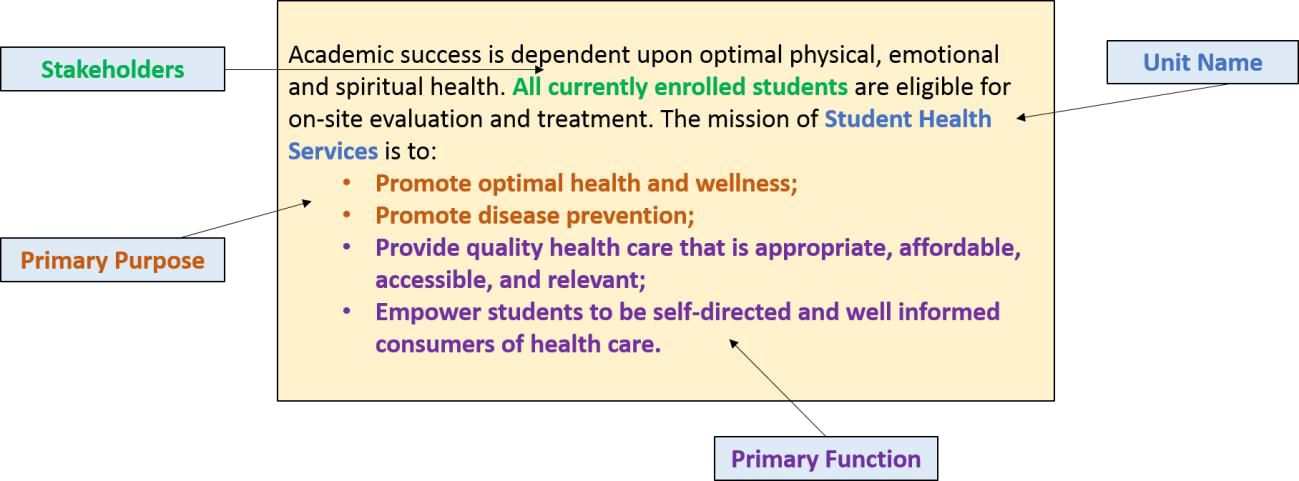 Stakeholders
Unit Name
Academic success is dependent upon optimal physical, emotional
and spiritual health. All currently enrolled students are eligible for
on-site evaluation and treatment. The mission of Student Health
Services is to:
• Promote optimal health and wellness;
• Promote disease prevention;
• Provide quality health care that is appropriate, affordable,
accessible, and relevant;
• Empower students to be self-directed and well informed
consumers of health care.
Primary Purpose
Primary Function